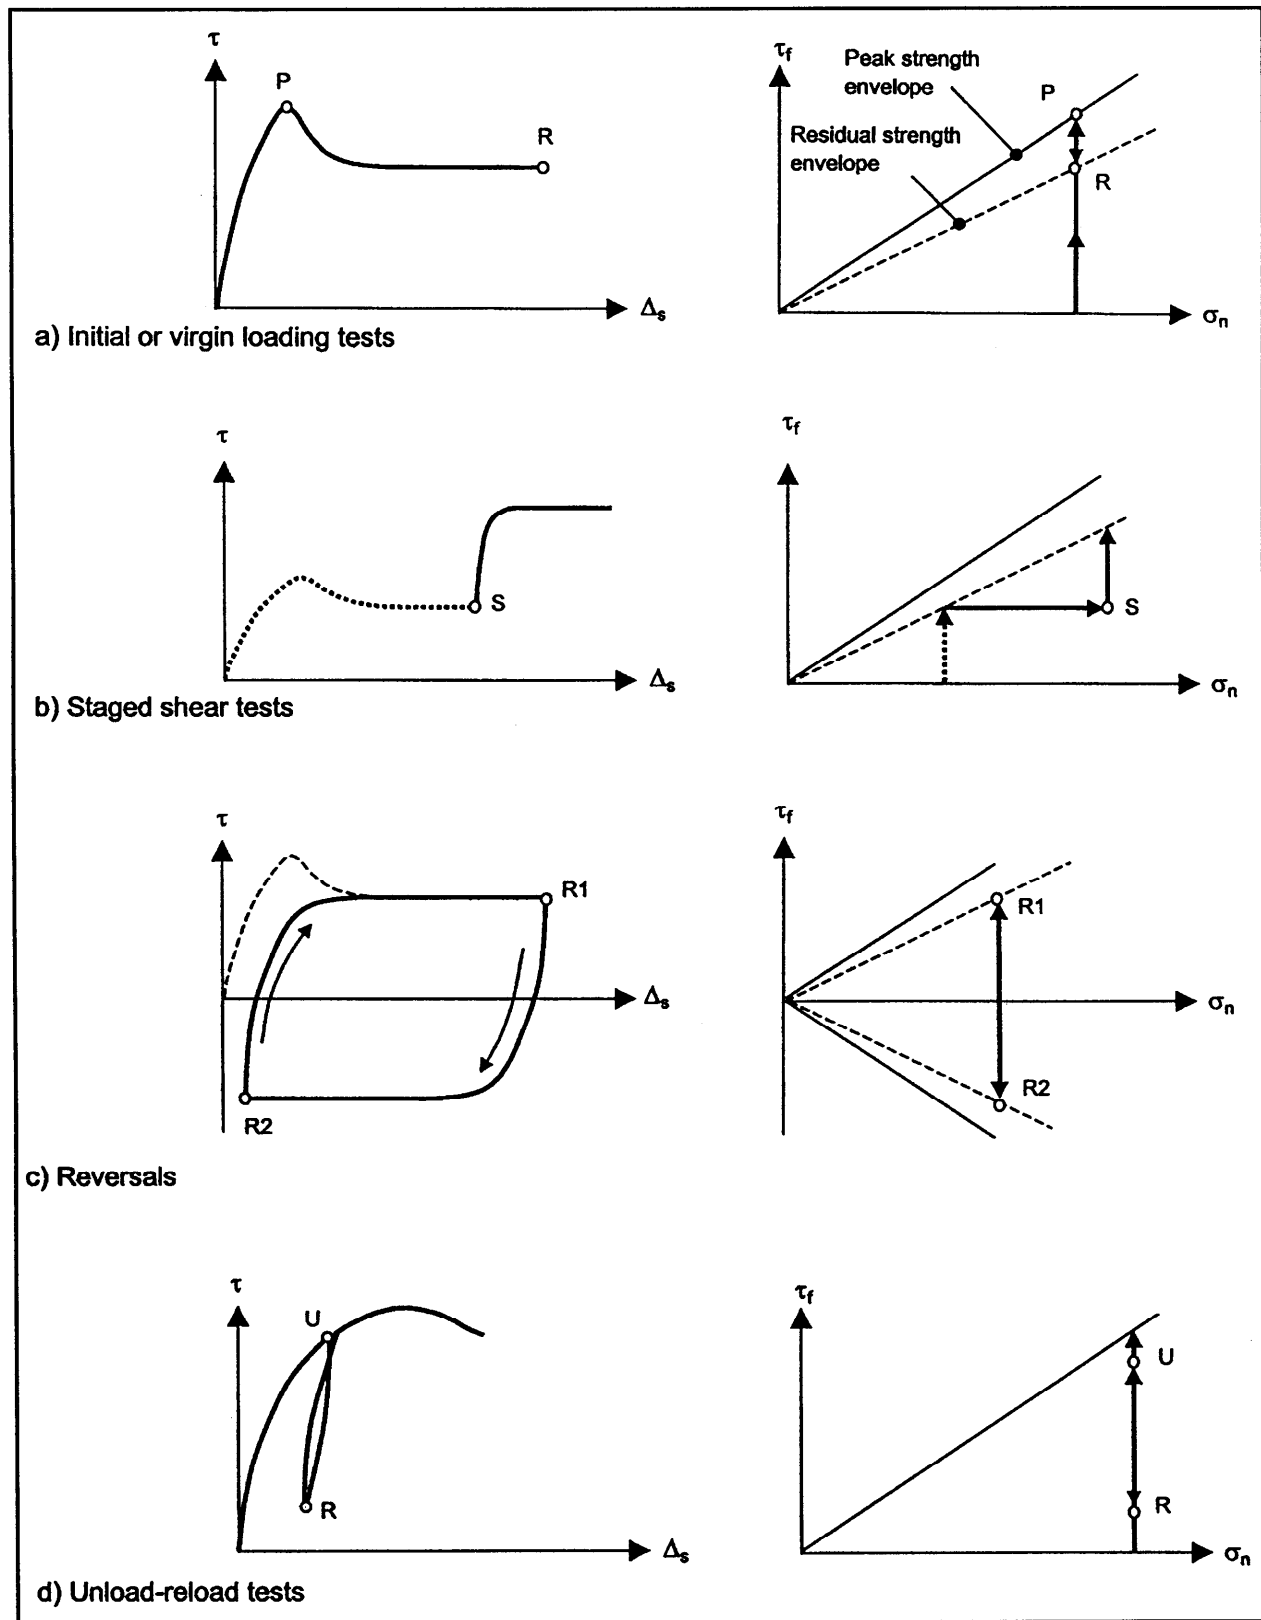 τ
P
R
Δs
τf
Peak strength
envelope
P
Residual strength
envelope
R
σn
a) Initial or virgin loading tests
τ
S
Δs
τf
S
σn
b) Staged shear tests
τ
R1
Δs
R2
τf
R1
σn
R2
c) Reversals
τ
U
R
Δs
τf
U
R
σn
d) Unload-reload tests